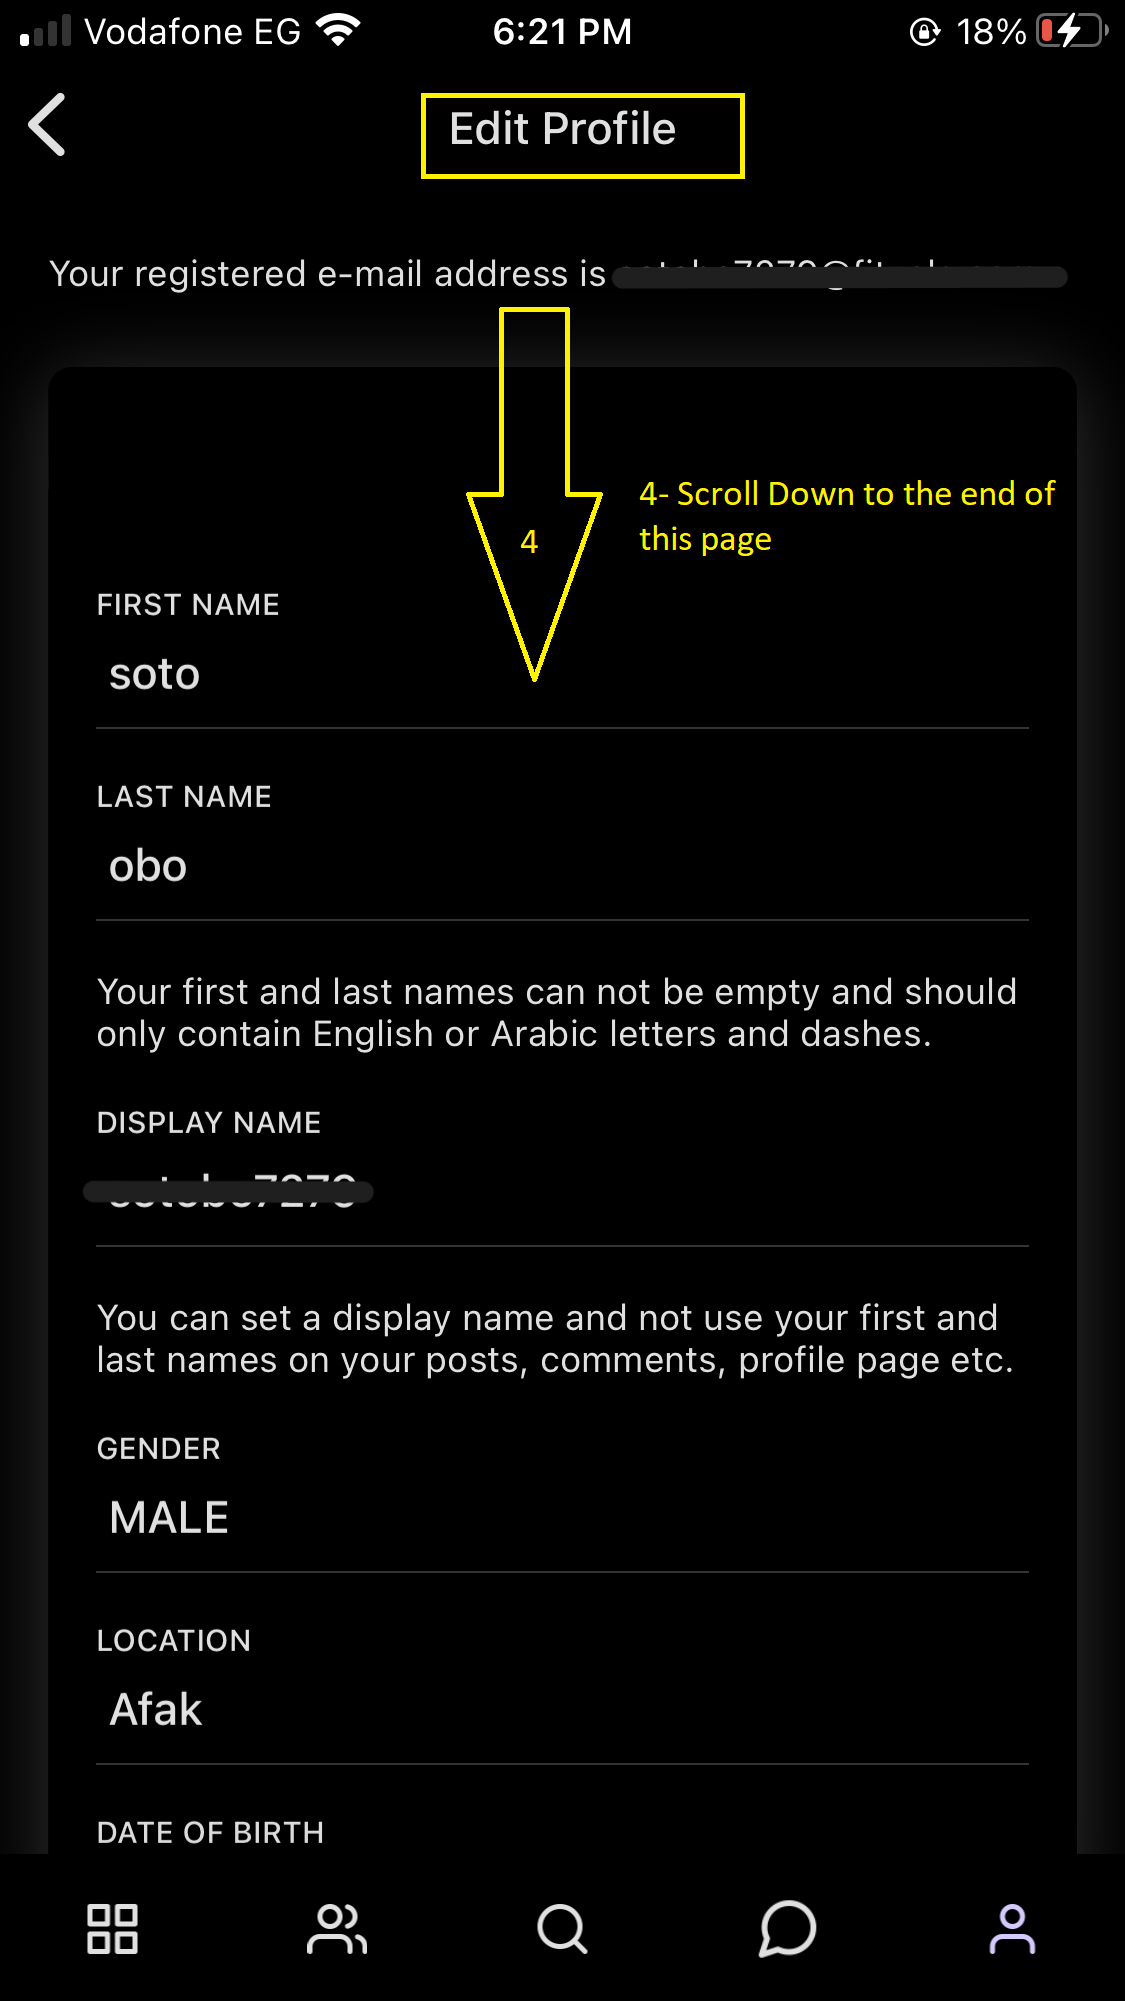 Vodafone EG
6:21 PM
18%
Edit Profile
Your registered e-mail address is
4- Scroll Down to the end of
this page
4
FIRST NAME
soto
LAST NAME
obo
Your first and last names can not be empty and should
only contain English or Arabic letters and dashes.
DISPLAY NAME
You can set a display name and not use your first and
last names on your posts, comments, profile page etc.
GENDER
MALE
LOCATION
Afak
DATE OF BIRTH